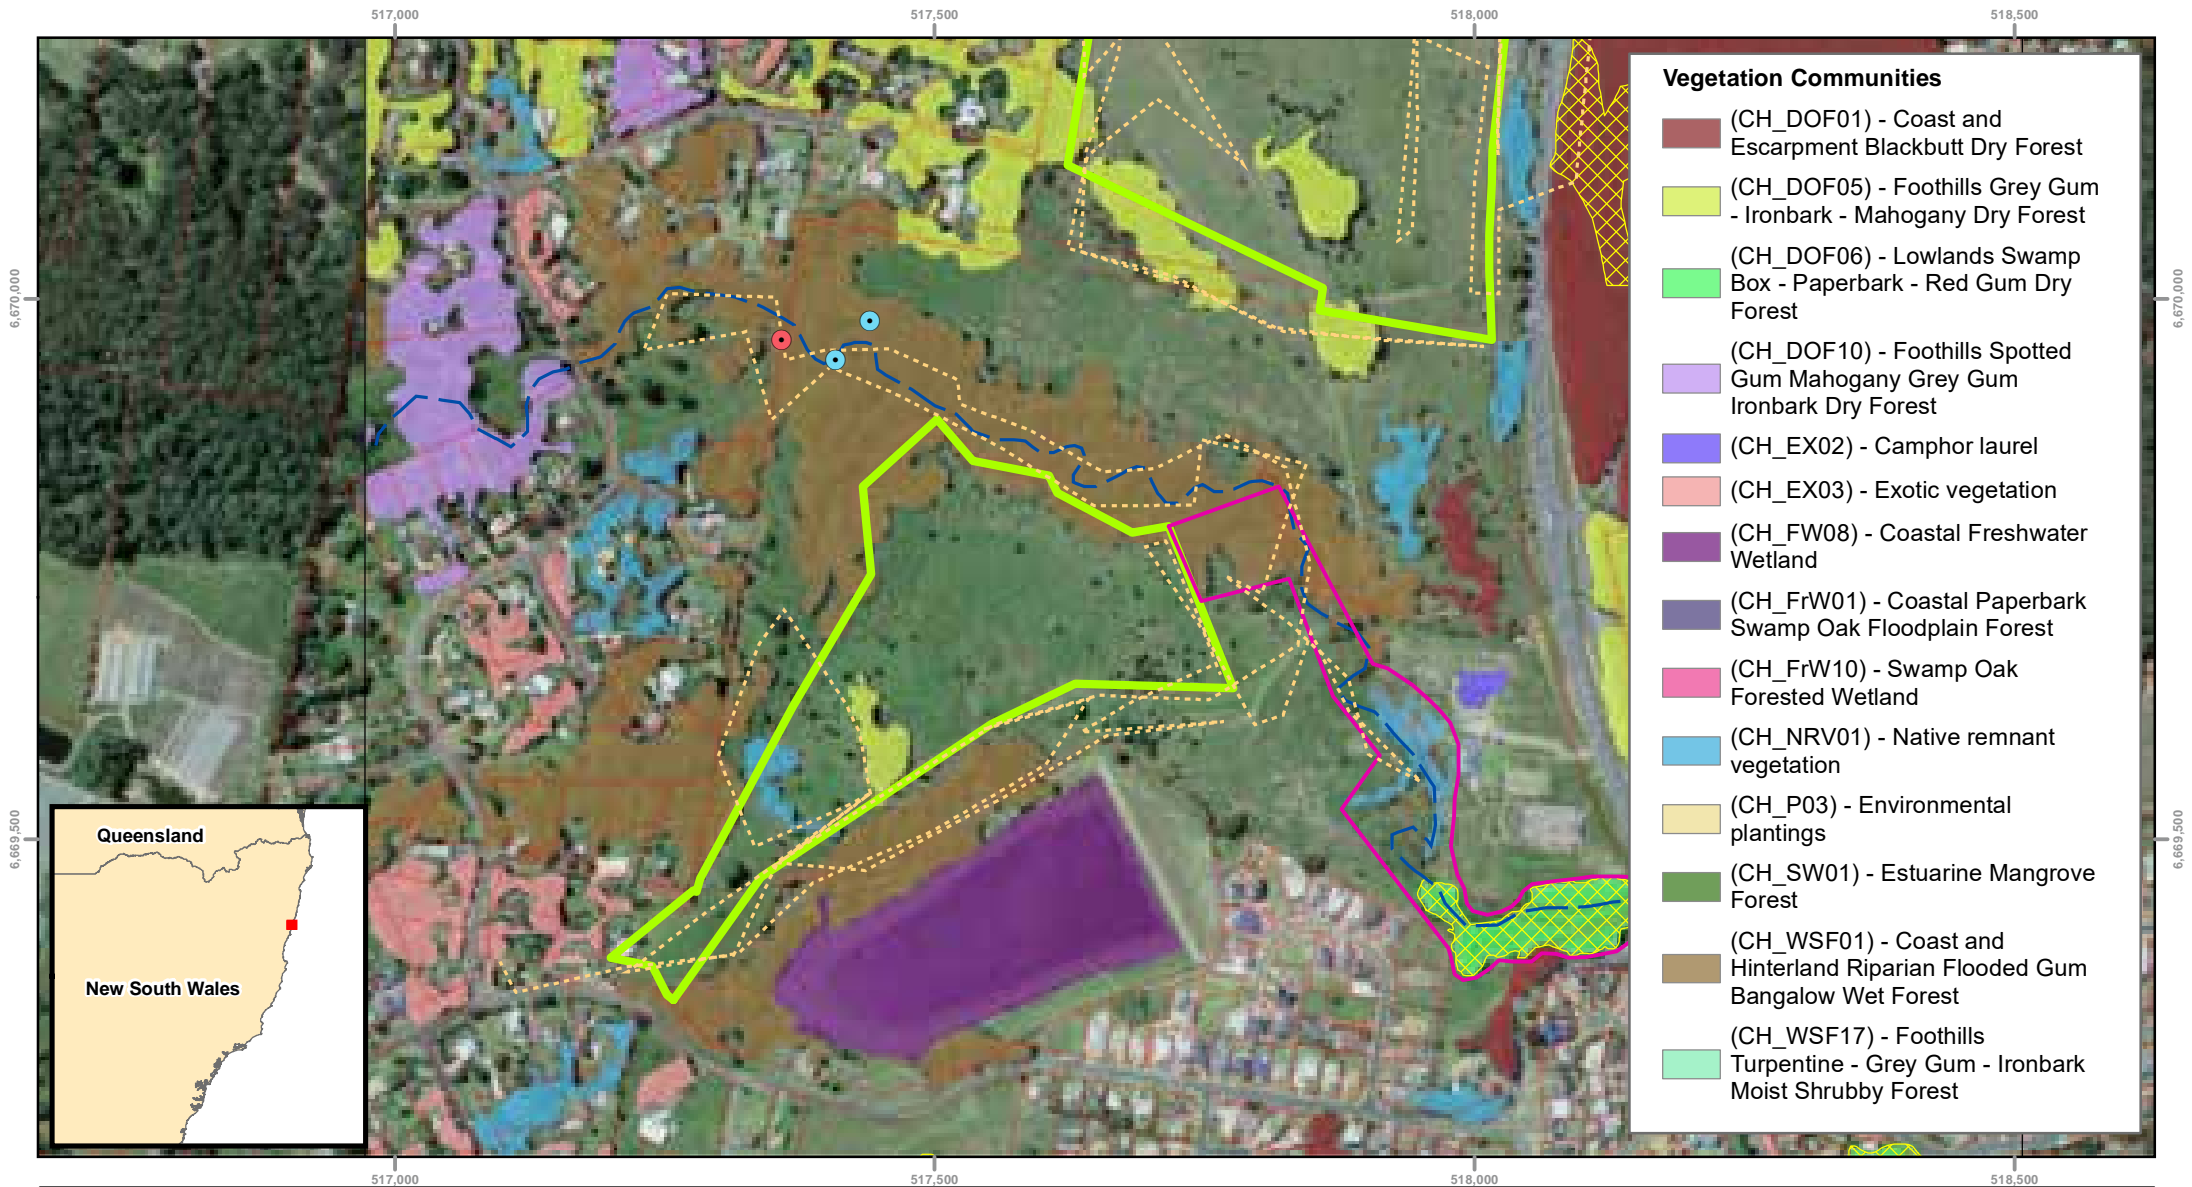 517,000
517,500
518,000
518,500
6,670,000
6,670,000
6,669,500
6,669,500
Vegetation Communities
(CH_DOF01) - Coast and
Escarpment Blackbutt Dry Forest
(CH_DOF05) - Foothills Grey Gum
- Ironbark - Mahogany Dry Forest
(CH_DOF06) - Lowlands Swamp
Box - Paperbark - Red Gum Dry
Forest
(CH_DOF10) - Foothills Spotted
Gum Mahogany Grey Gum
Ironbark Dry Forest
(CH_EX02) - Camphor laurel
(CH_EX03) - Exotic vegetation
(CH_FW08) - Coastal Freshwater
Wetland
(CH_FrW01) - Coastal Paperbark
Swamp Oak Floodplain Forest
(CH_FrW10) - Swamp Oak
Forested Wetland
(CH_NRV01) - Native remnant
vegetation
(CH_P03) - Environmental
plantings
(CH_SW01) - Estuarine Mangrove
Forest
(CH_WSF01) - Coast and
Hinterland Riparian Flooded Gum
Bangalow Wet Forest
(CH_WSF17) - Foothills
Turpentine - Grey Gum - Ironbark
Moist Shrubby Forest
Queensland
New South Wales
517,000
517,500
518,000
518,500